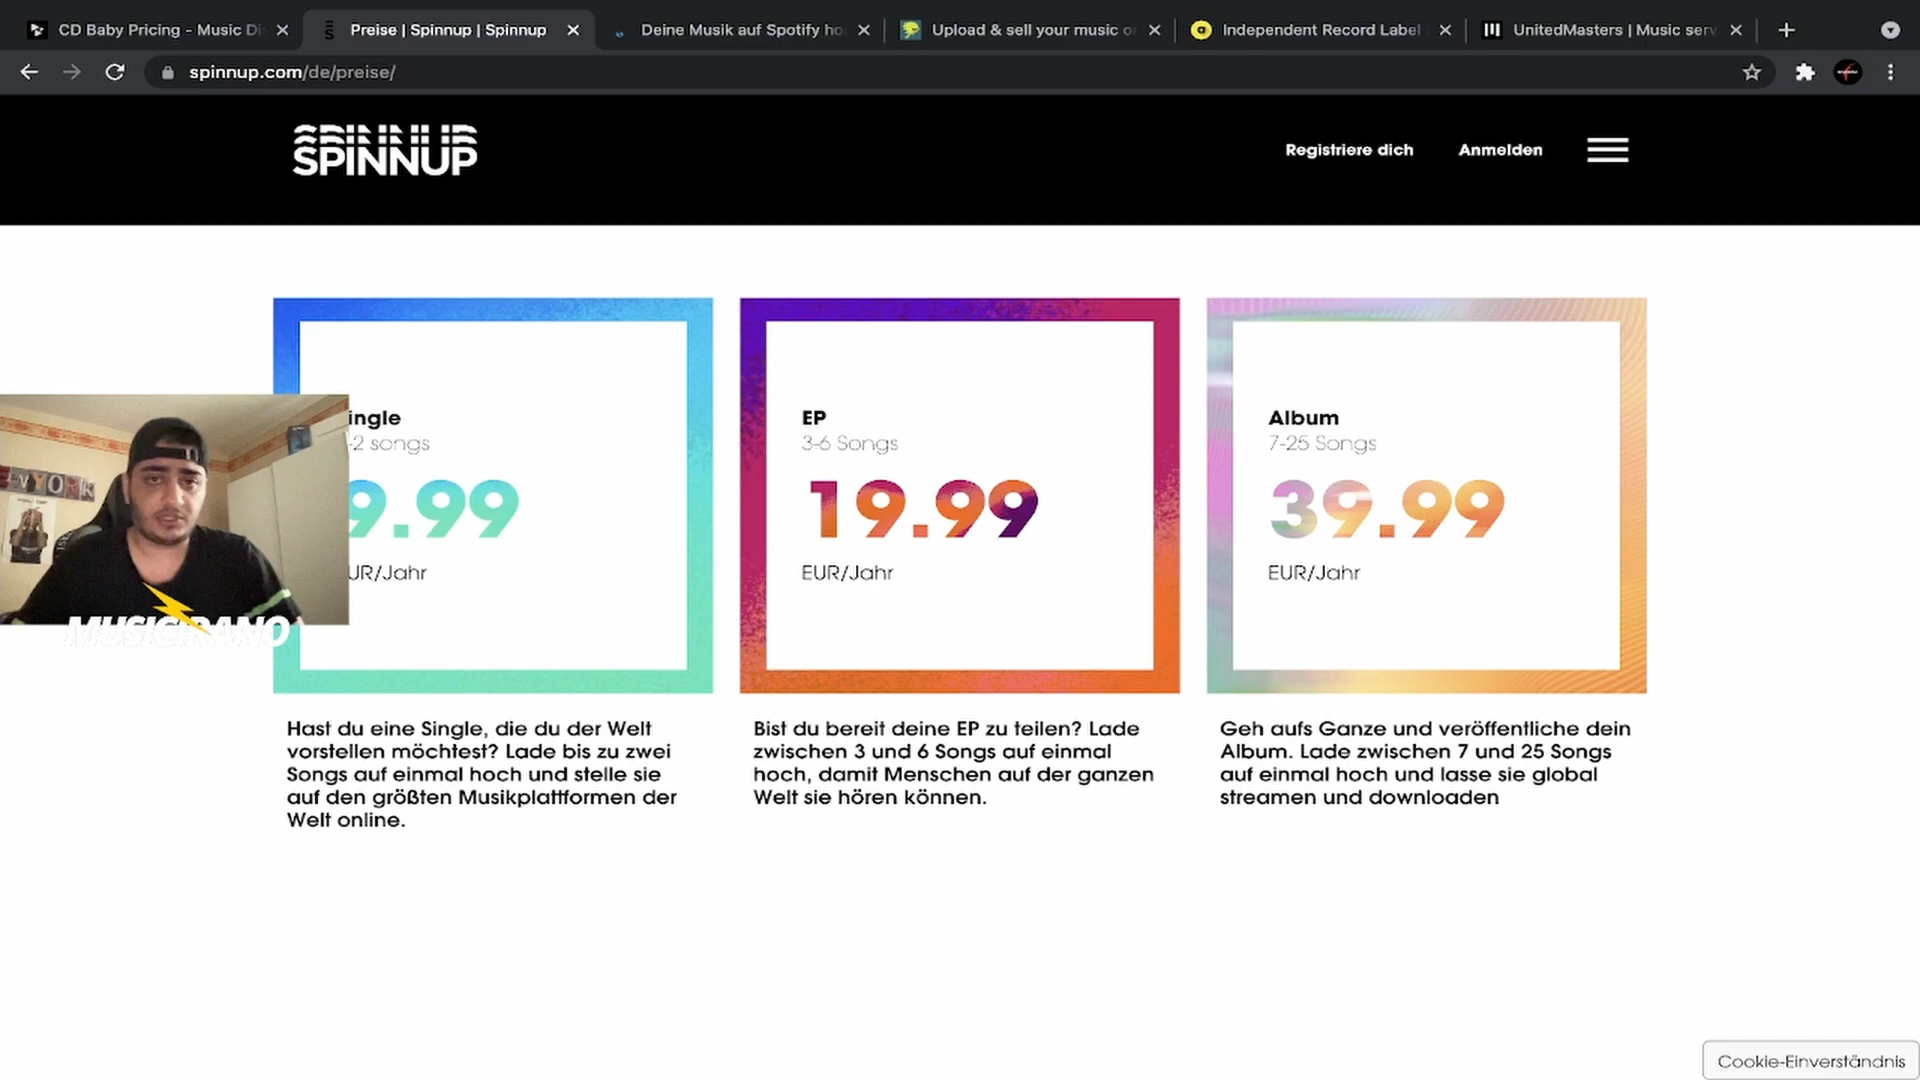 CD Baby Pricing - Music Di
Preise | Spinnup | Spinnup
Deine Musik auf Spotify ho
Upload & sell your music o
Independent Record Label
UnitedMasters | Music serv
spinnup.com/de/preise/
SPINNUP
Registriere dich
Anmelden
ingle
-2 songs
9.99
UR/Jahr
EP
3-6 Songs
19.99
EUR/Jahr
Album
7-25 Songs
39.99
EUR/Jahr
YORK
MUSICIRANO
Hast du eine Single, die du der Welt
vorstellen möchtest? Lade bis zu zwei
Songs auf einmal hoch und stelle sie
auf den größten Musikplattformen der
Welt online.
Bist du bereit deine EP zu teilen? Lade
zwischen 3 und 6 Songs auf einmal
hoch, damit Menschen auf der ganzen
Welt sie hören können.
Geh aufs Ganze und veröffentliche dein
Album. Lade zwischen 7 und 25 Songs
auf einmal hoch und lasse sie global
streamen und downloaden
Cookie-Einverständnis